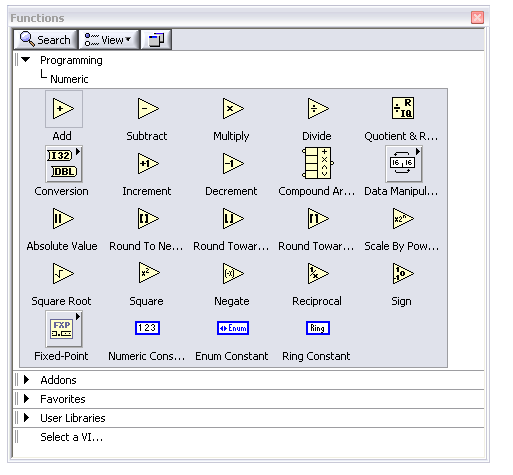 Functions
Search View
Programming
Numeric
Add Subtract Multiply Divide Quotient & R...
Conversion Increment Decrement Compound Ar... Data Manipul...
Absolute Value Round To Ne... Round Towar... Round Towar... Scale By Pow...
Square Root Square Negate Reciprocal Sign
FXP 123 Enum Ring
Fixed-Point Numeric Cons... Enum Constant Ring Constant
Addons
Favorites
User Libraries
Select a VI...